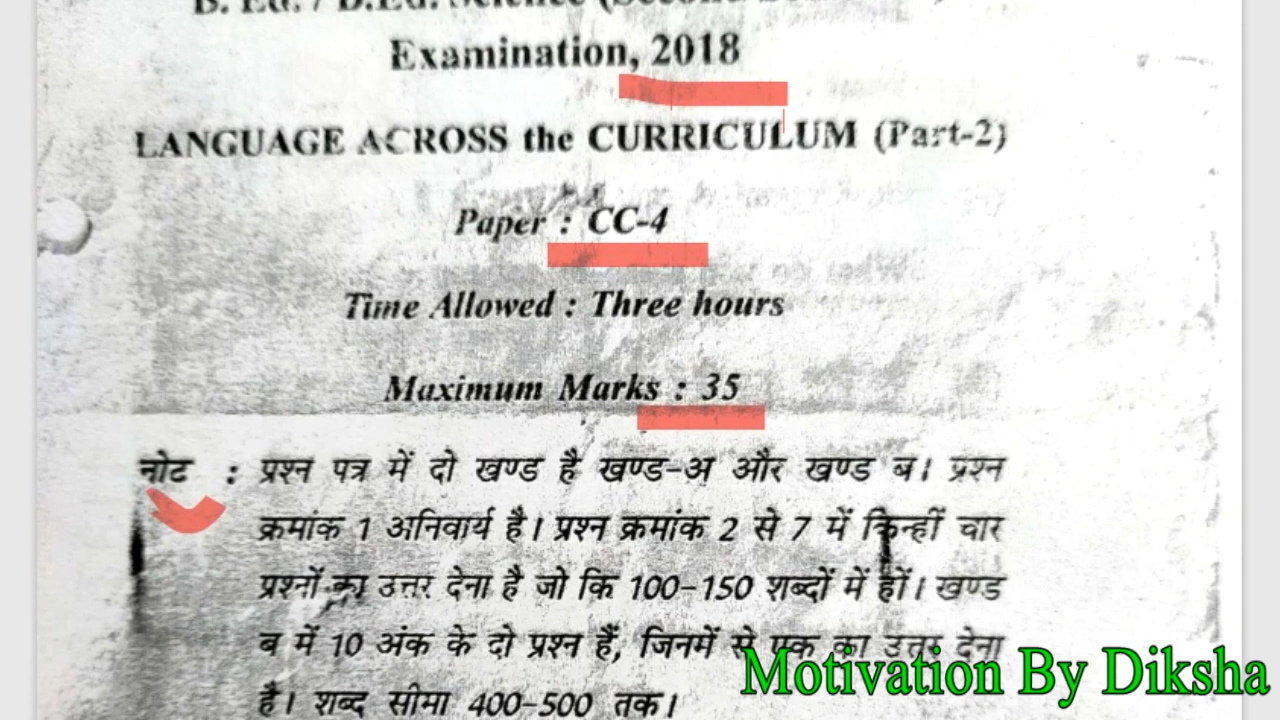 Examination, 2018
LANGUAGE ACROSS the CURRICULUM (Part-2)
Paper : CC-4
Time Allowed : Three hours
Maximum Marks : 35
नोट : प्रश्न पत्र में दो खण्ड है खण्ड-अ और खण्ड ब। प्रश्न
क्रमांक 1 अनिवार्य है। प्रश्न क्रमांक 2 से 7 में किन्हीं चार
प्रश्नों का उत्तर देना है जो कि 100-150 शब्दों में हों। खण्ड
ब में 10 अंक के दो प्रश्न हैं, जिनमें से एक का उत्तर देना
है। शब्द सीमा 400-500 तक।
Motivation By Diksha